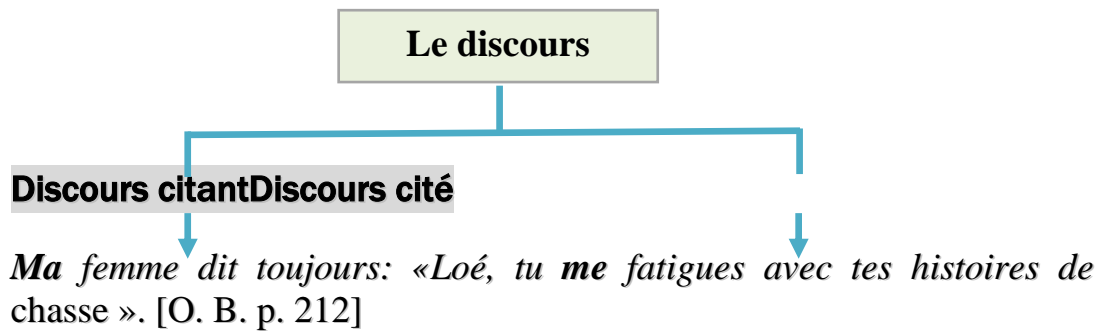 Le discours
Discours citantDiscours cité
Ma femme dit toujours: «Loé, tu me fatigues avec tes histoires de
chasse ». [O. B. p. 212]